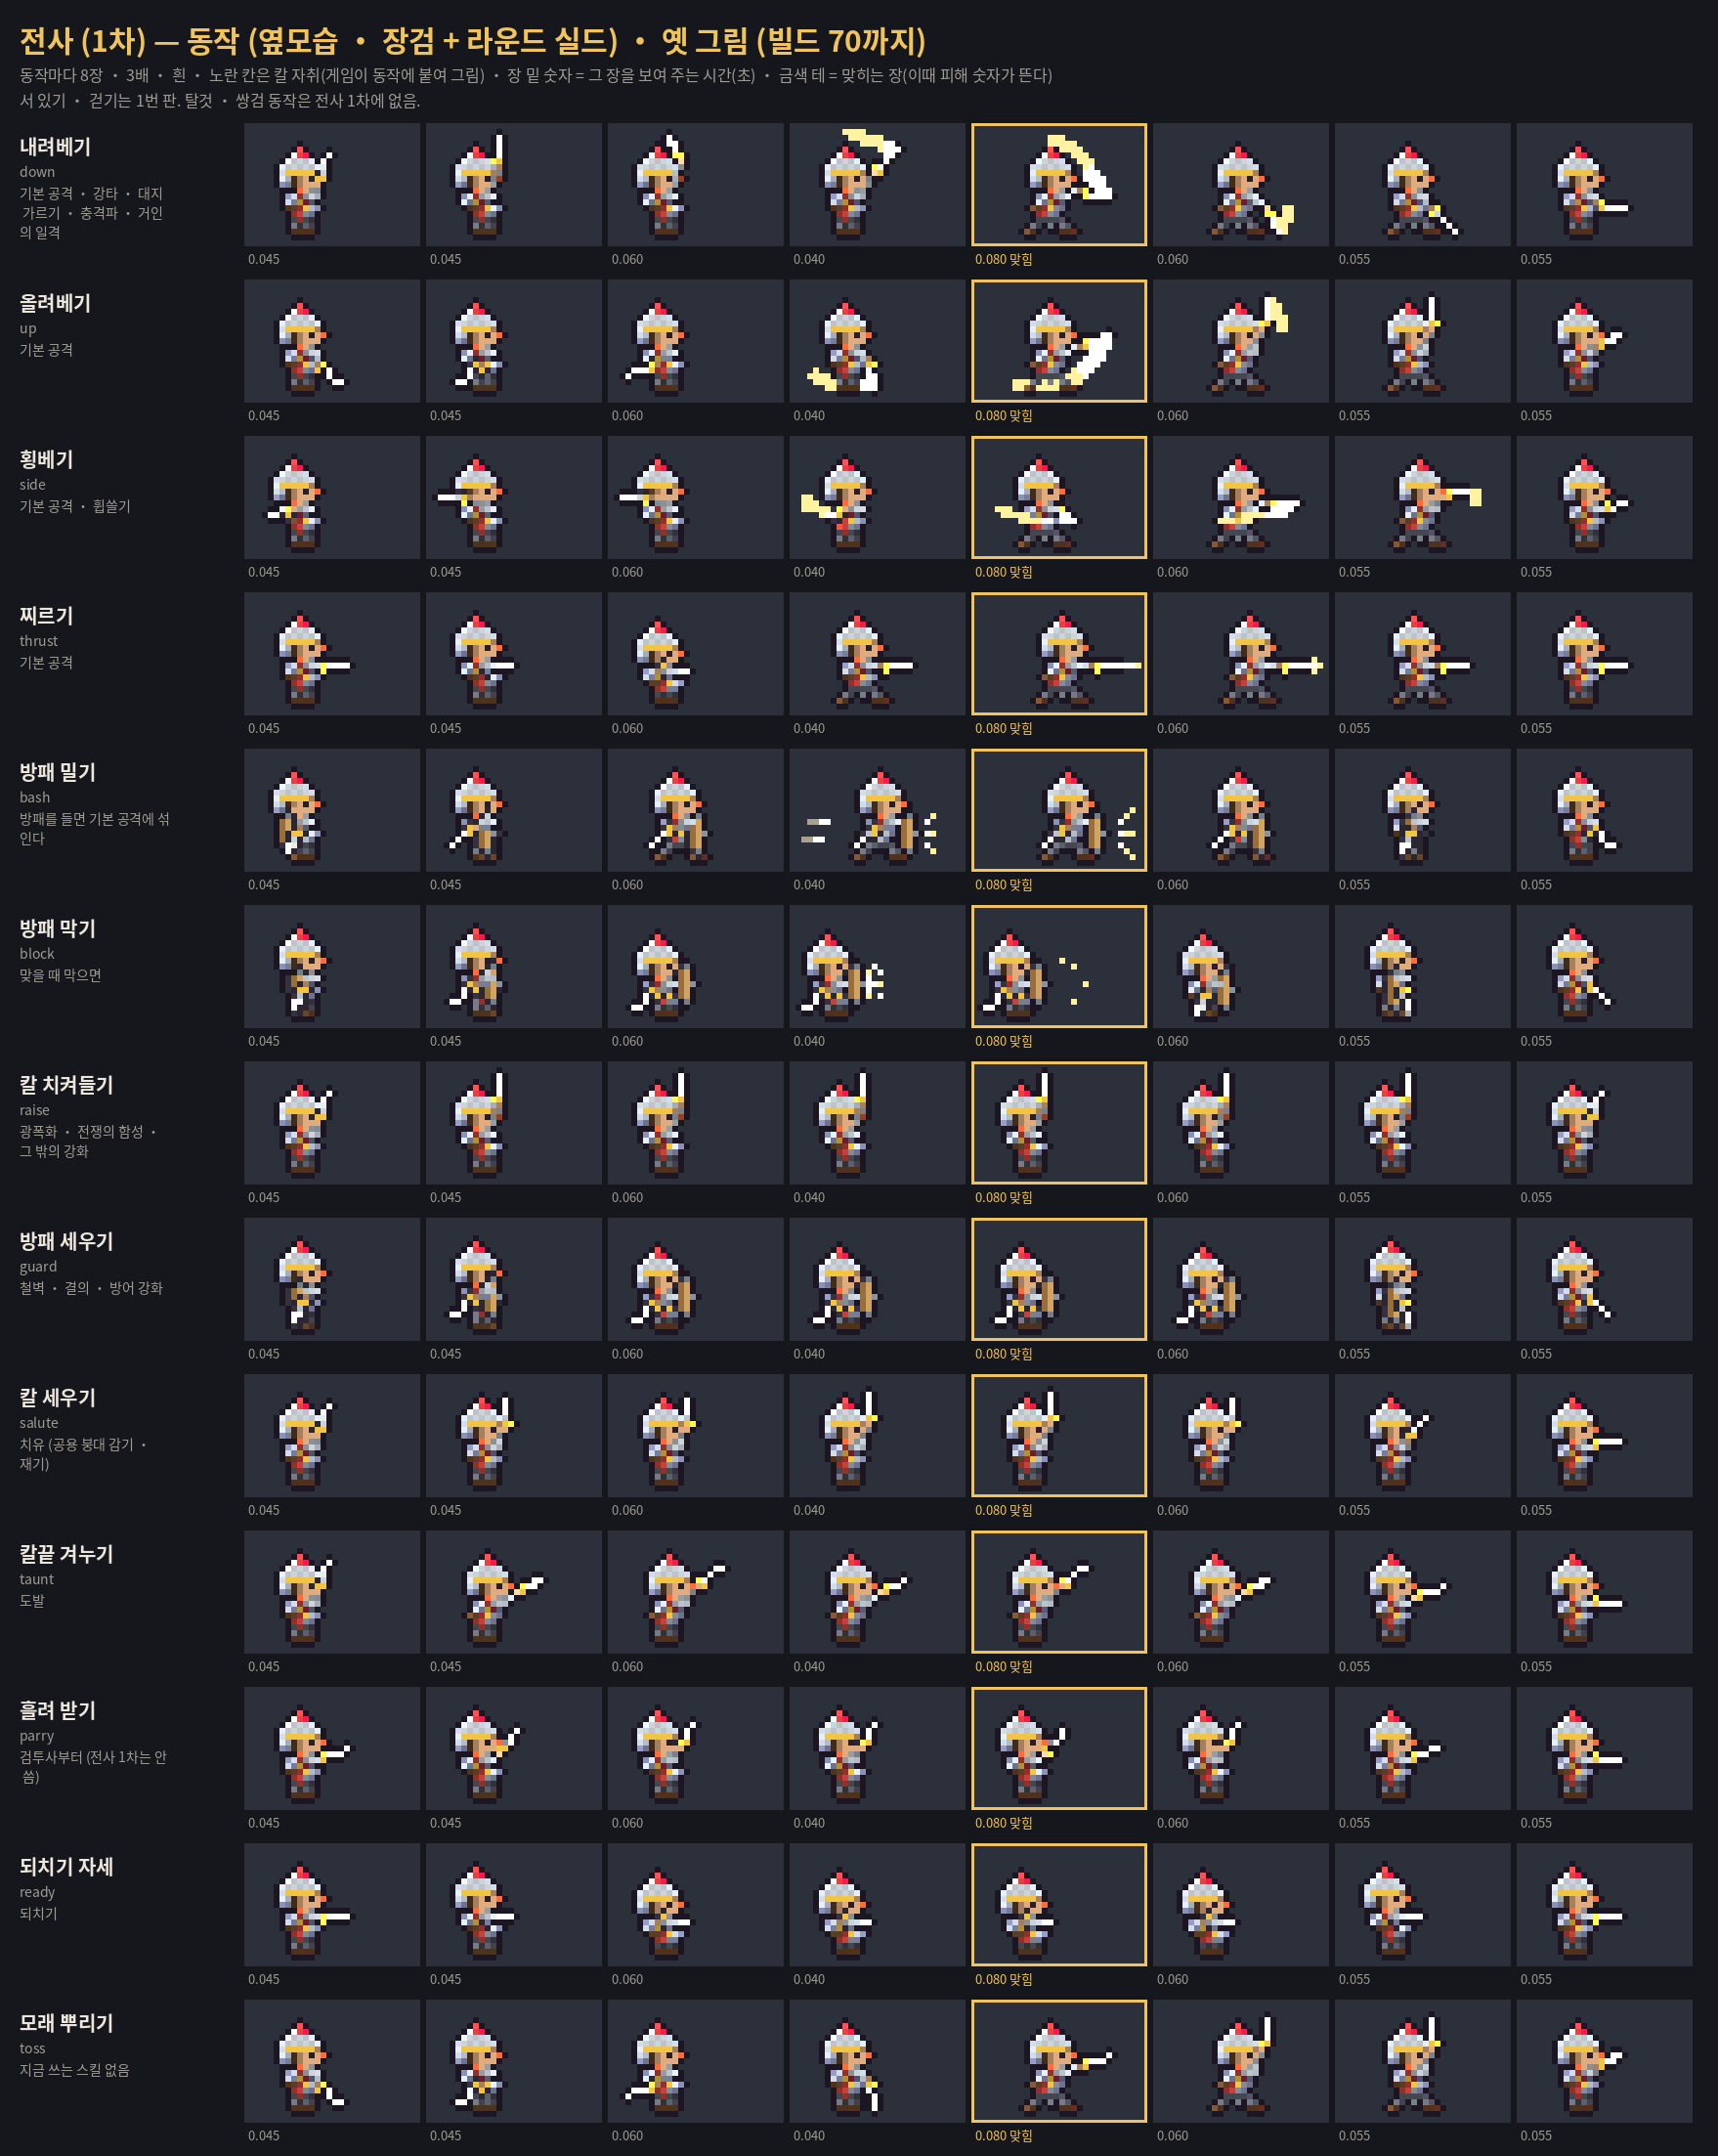 전사 (1차) — 동작 (옆모습 · 장검 + 라운드 실드) · 옛 그림 (빌드 70까지)
동작마다 8장 · 3배 · 흰 · 노란 칸은 칼 자취(게임이 동작에 붙여 그림) · 장 밑 숫자 = 그 장을 보여 주는 시간(초) · 금색 테 = 맞히는 장(이때 피해 숫자가 뜬다)
서 있기 · 걷기는 1번 판. 탈것 · 쌍검 동작은 전사 1차에 없음.
내려베기
down
기본 공격 · 강타 · 대지
가르기 · 충격파 · 거인
의 일격
0.045 0.045 0.060 0.040 0.080 맞힘 0.060 0.055 0.055
올려베기
up
기본 공격
0.045 0.045 0.060 0.040 0.080 맞힘 0.060 0.055 0.055
횡베기
side
기본 공격 · 휩쓸기
0.045 0.045 0.060 0.040 0.080 맞힘 0.060 0.055 0.055
찌르기
thrust
기본 공격
0.045 0.045 0.060 0.040 0.080 맞힘 0.060 0.055 0.055
방패 밀기
bash
방패를 들면 기본 공격에 섞
인다
0.045 0.045 0.060 0.040 0.080 맞힘 0.060 0.055 0.055
방패 막기
block
맞을 때 막으면
0.045 0.045 0.060 0.040 0.080 맞힘 0.060 0.055 0.055
칼 치켜들기
raise
광폭화 · 전쟁의 함성 ·
그 밖의 강화
0.045 0.045 0.060 0.040 0.080 맞힘 0.060 0.055 0.055
방패 세우기
guard
철벽 · 결의 · 방어 강화
0.045 0.045 0.060 0.040 0.080 맞힘 0.060 0.055 0.055
칼 세우기
salute
치유 (공용 붕대 감기 ·
재기)
0.045 0.045 0.060 0.040 0.080 맞힘 0.060 0.055 0.055
칼끝 겨누기
taunt
도발
0.045 0.045 0.060 0.040 0.080 맞힘 0.060 0.055 0.055
흘려 받기
parry
검투사부터 (전사 1차는 안
씀)
0.045 0.045 0.060 0.040 0.080 맞힘 0.060 0.055 0.055
되치기 자세
ready
되치기
0.045 0.045 0.060 0.040 0.080 맞힘 0.060 0.055 0.055
모래 뿌리기
toss
지금 쓰는 스킬 없음
0.045 0.045 0.060 0.040 0.080 맞힘 0.060 0.055 0.055